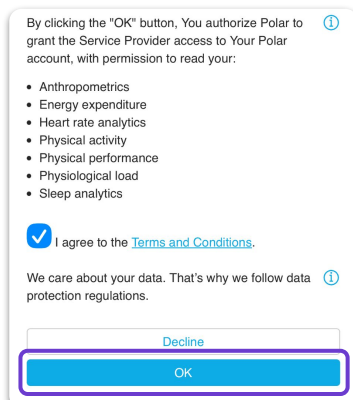 By clicking the "OK" button, You authorize Polar to
grant the Service Provider access to Your Polar
account, with permission to read your:
• Anthropometrics
• Energy expenditure
• Heart rate analytics
• Physical activity
• Physical performance
• Physiological load
• Sleep analytics
I agree to the Terms and Conditions.
We care about your data. That's why we follow data
protection regulations.
Decline
OK